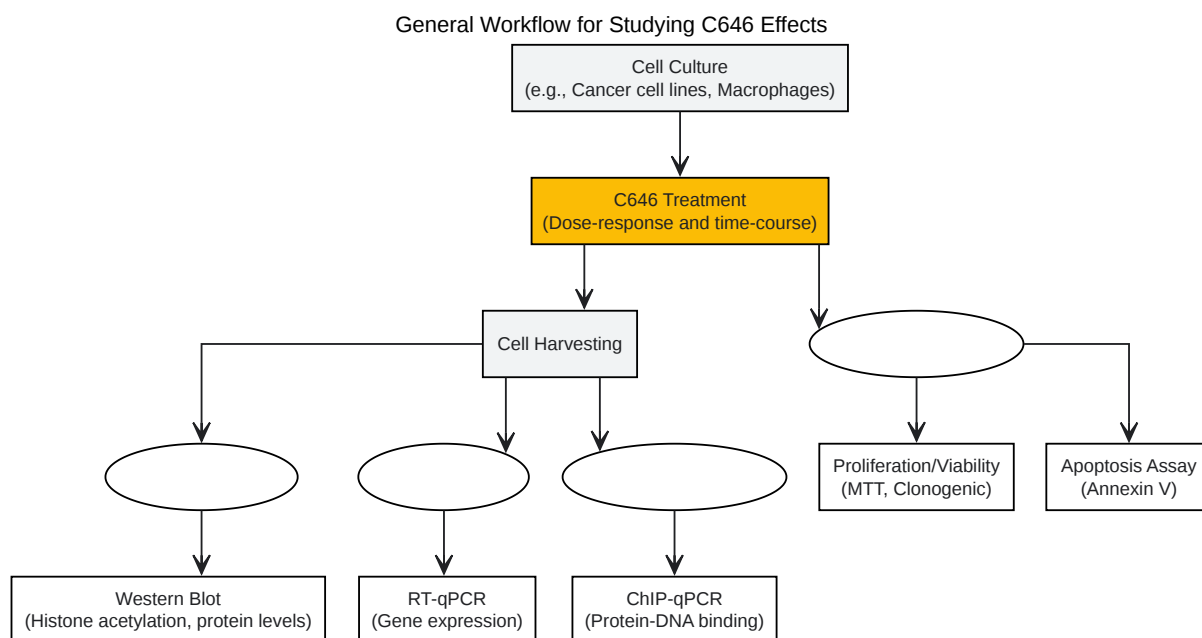 General Workflow for Studying C646 Effects
Cell Culture
(e.g., Cancer cell lines, Macrophages)
C646 Treatment
(Dose-response and time-course)
Cell Harvesting
Proliferation/Viability
(MTT, Clonogenic)
Apoptosis Assay
(Annexin V)
Western Blot
(Histone acetylation, protein levels)
RT-qPCR
(Gene expression)
ChIP-qPCR
(Protein-DNA binding)